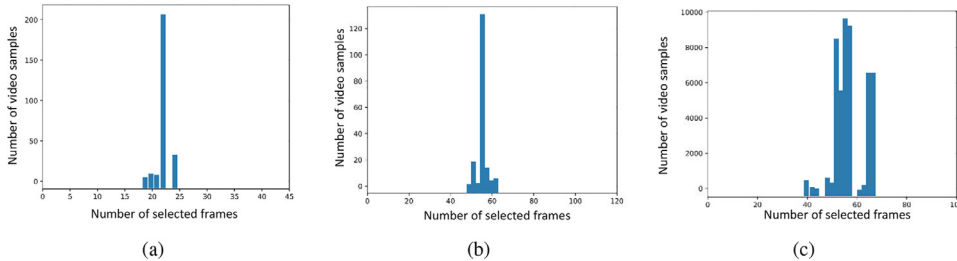 200
150
100
50
0
Number of video samples
0 5 10 15 20 25 30 35 40 45
Number of selected frames
(a)
120
100
80
60
40
20
0
Number of video samples
0 20 40 60 80 100 120
Number of selected frames
(b)
10000
8000
6000
4000
2000
0
Number of video samples
0 20 40 60 80 100
Number of selected frames
(c)